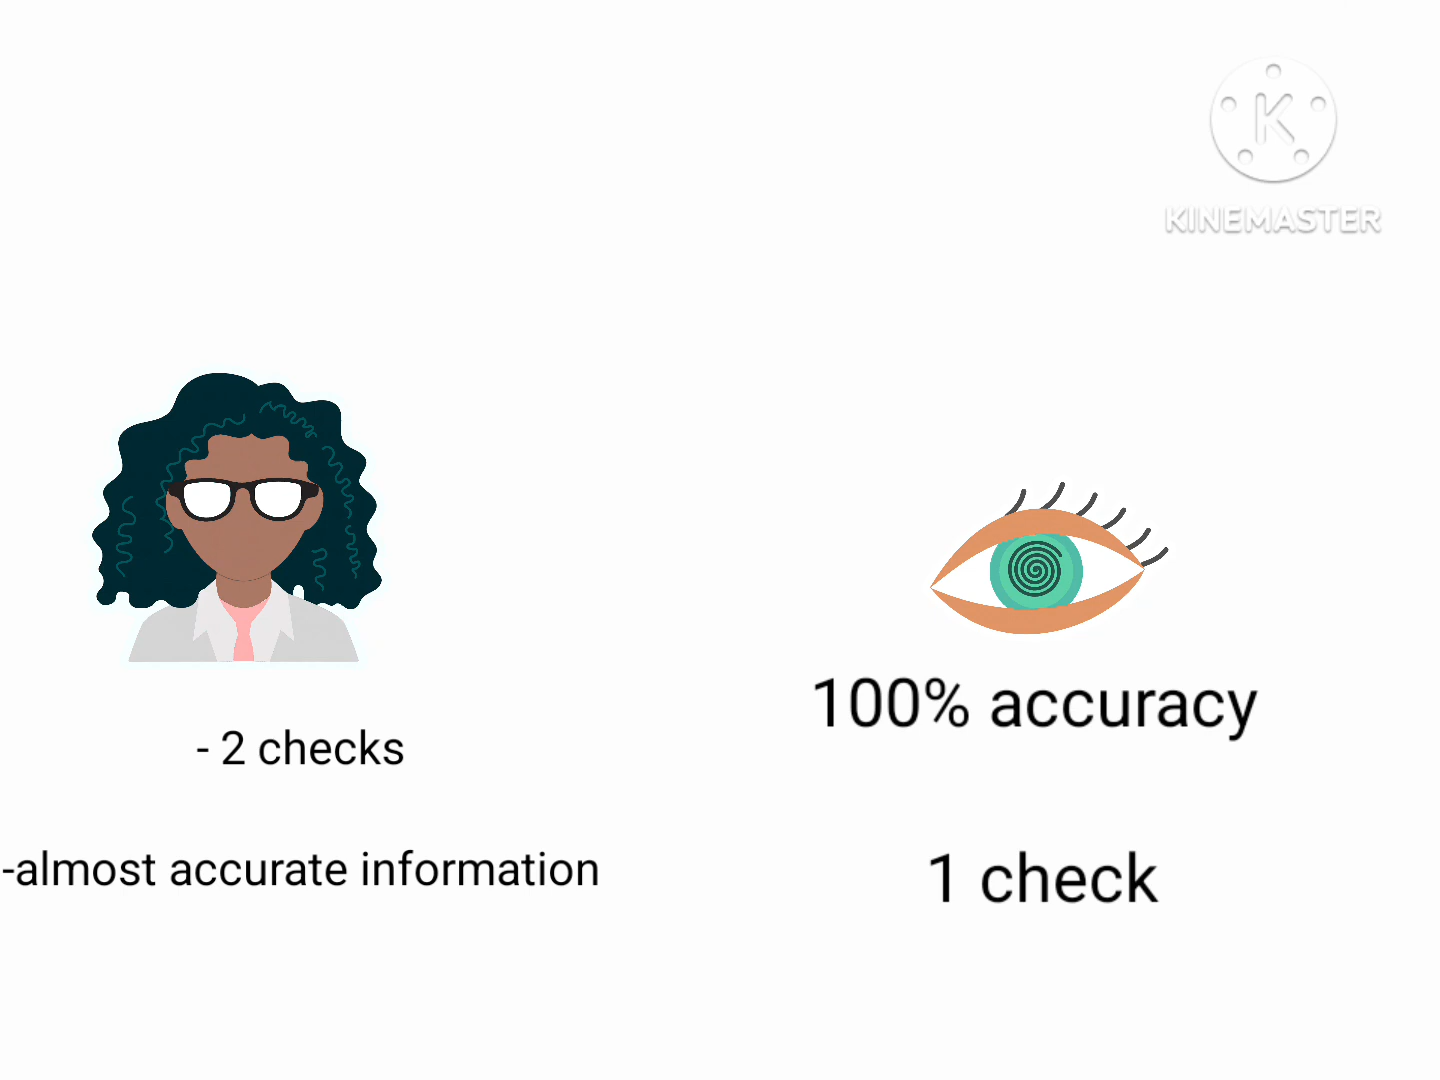 K
KINEMASTER
100% accuracy
- 2 checks
-almost accurate information
1 check